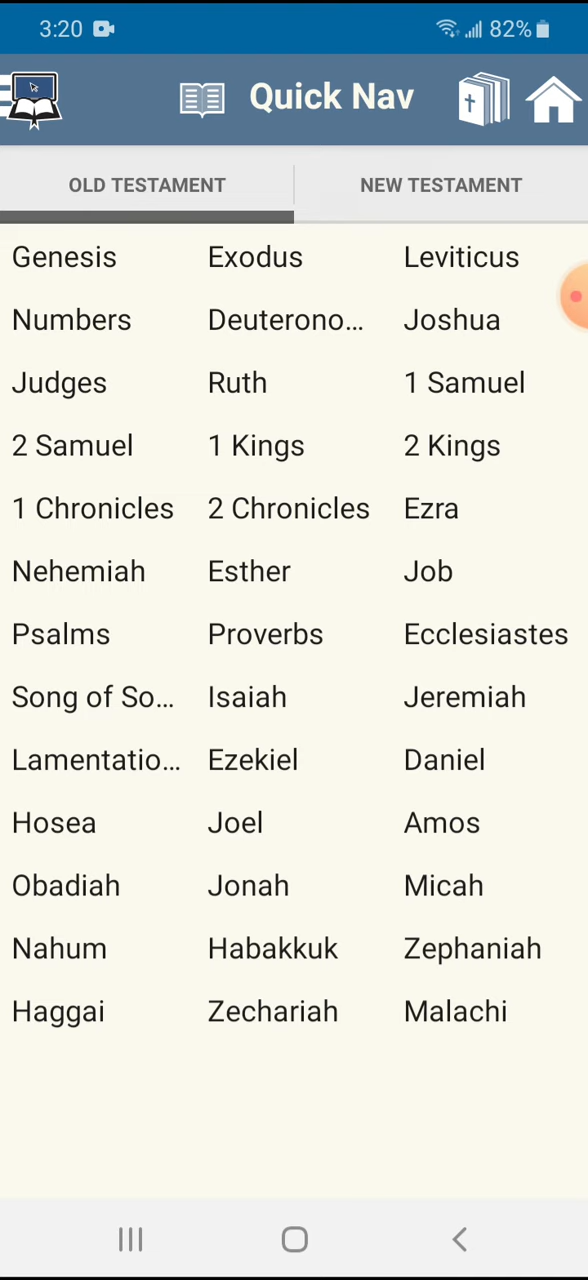 3:20 82%
Quick Nav
OLD TESTAMENT NEW TESTAMENT
Genesis Exodus Leviticus
Numbers Deuterono... Joshua
Judges Ruth 1 Samuel
2 Samuel 1 Kings 2 Kings
1 Chronicles 2 Chronicles Ezra
Nehemiah Esther Job
Psalms Proverbs Ecclesiastes
Song of So... Isaiah Jeremiah
Lamentatio... Ezekiel Daniel
Hosea Joel Amos
Obadiah Jonah Micah
Nahum Habakkuk Zephaniah
Haggai Zechariah Malachi